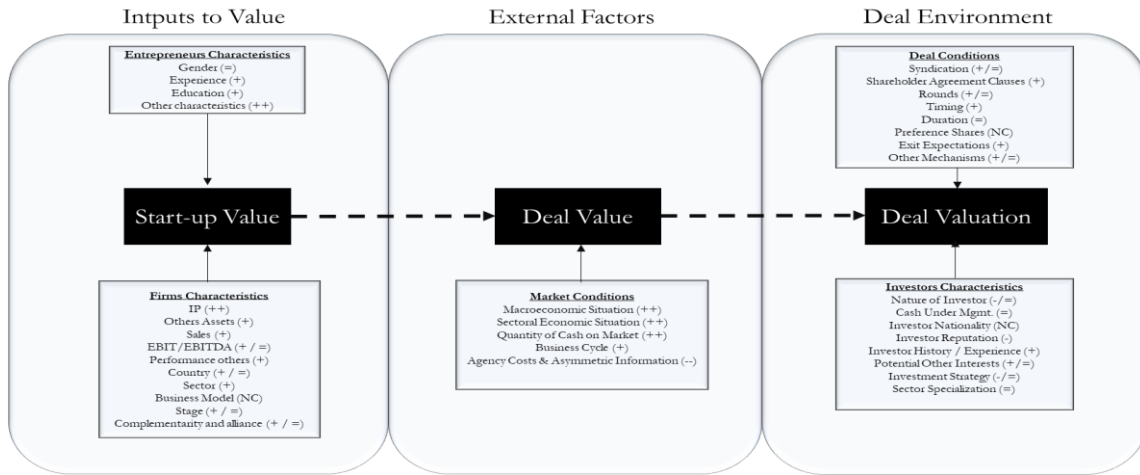 Intputs to Value
External Factors
Deal Environment
Entrepreneurs Characteristics
Gender (=)
Experience (+)
Education (+)
Other characteristics (++)
Start-up Value
Firms Characteristics
IP (++)
Others Assets (+)
Sales (+)
EBIT/EBITDA (+ / =)
Performance others (+)
Country (+ / =)
Sector (+)
Business Model (NC)
Stage (+ / =)
Complementarity and alliance (+ / =)
Deal Value
Market Conditions
Macroeconomic Situation (++)
Sectoral Economic Situation (++)
Quantity of Cash on Market (++)
Business Cycle (+)
Agency Costs & Asymmetric Information (--)
Deal Conditions
Syndication (+/=)
Shareholder Agreement Clauses (+)
Rounds (+/=)
Timing (+)
Duration (=)
Preference Shares (NC)
Exit Expectations (+)
Other Mechanisms (+/=)
Deal Valuation
Investors Characteristics
Nature of Investor (-/=)
Cash Under Mgmt. (=)
Investor Nationality (NC)
Investor Reputation (-)
Investor History / Experience (+)
Potential Other Interests (+/=)
Investment Strategy (-/=)
Sector Specialization (=)